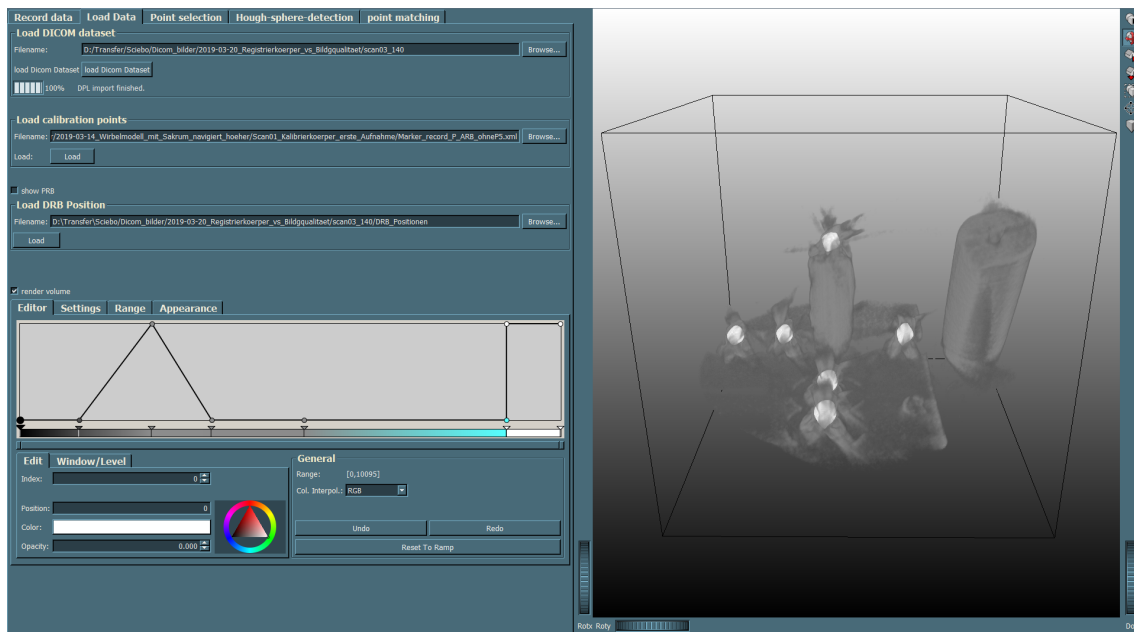 Record data Load Data Point selection Hough-sphere-detection point matching
Load DICOM dataset
Filename: D:/Transfer/Sciebo/Dicom_bilder/2019-03-20_Registrierkoerper_vs_Bildgqualitaet/scan03_140 Browse...
load Dicom Dataset load Dicom Dataset
100% DPL import finished.
Load calibration points
Filename: r/2019-03-14_Wirbelmodell_mit_Sakrum_navigiert_hoeher/Scan01_Kalibrierkoerper_erste_Aufnahme/Marker_record_P_ARB_ohneP5.xml Browse...
Load: Load
show PRB
Load DRB Position
Filename: D:\Transfer\Sciebo/Dicom_bilder/2019-03-20_Registrierkoerper_vs_Bildgqualitaet/scan03_140/DRB_Positionen Browse...
Load
render volume
Editor Settings Range Appearance
Edit Window/Level
Index: 0
Position: 0
Color:
Opacity: 0.000
General
Range: [0,10095]
Col. Interpol.: RGB
Undo Redo
Reset To Ramp
Rotx Roty